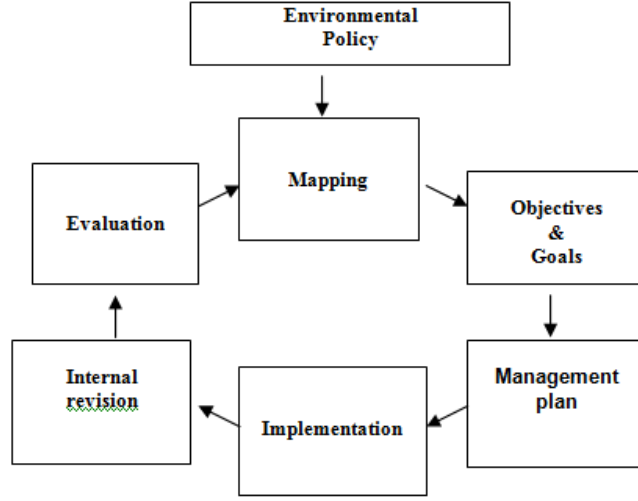 Environmental
Policy
Mapping
Objectives
&
Goals
Management
plan
Implementation
Internal
revision
Evaluation